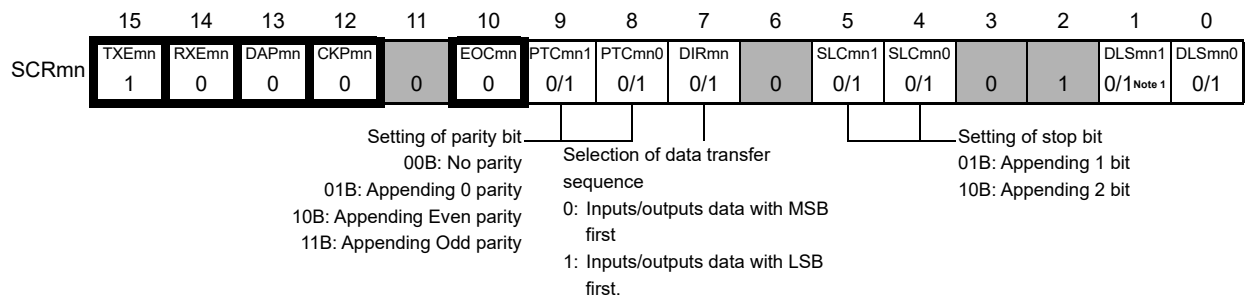 15 14 13 12 11 10 9 8 7 6 5 4 3 2 1 0
SCRmn
TXEmn RXEmn DAPmn CKPmn EOCmn PTCmn1 PTCmn0 DIRmn SLCmn1 SLCmn0 DLSmn1 DLSmn0
1 0 0 0 0 0 0/1 0/1 0/1 0 0/1 0/1 0 1 0/1 Note 1 0/1
Setting of parity bit
00B: No parity
01B: Appending 0 parity
10B: Appending Even parity
11B: Appending Odd parity
Selection of data transfer
sequence
0: Inputs/outputs data with MSB
first
1: Inputs/outputs data with LSB
first.
Setting of stop bit
01B: Appending 1 bit
10B: Appending 2 bit